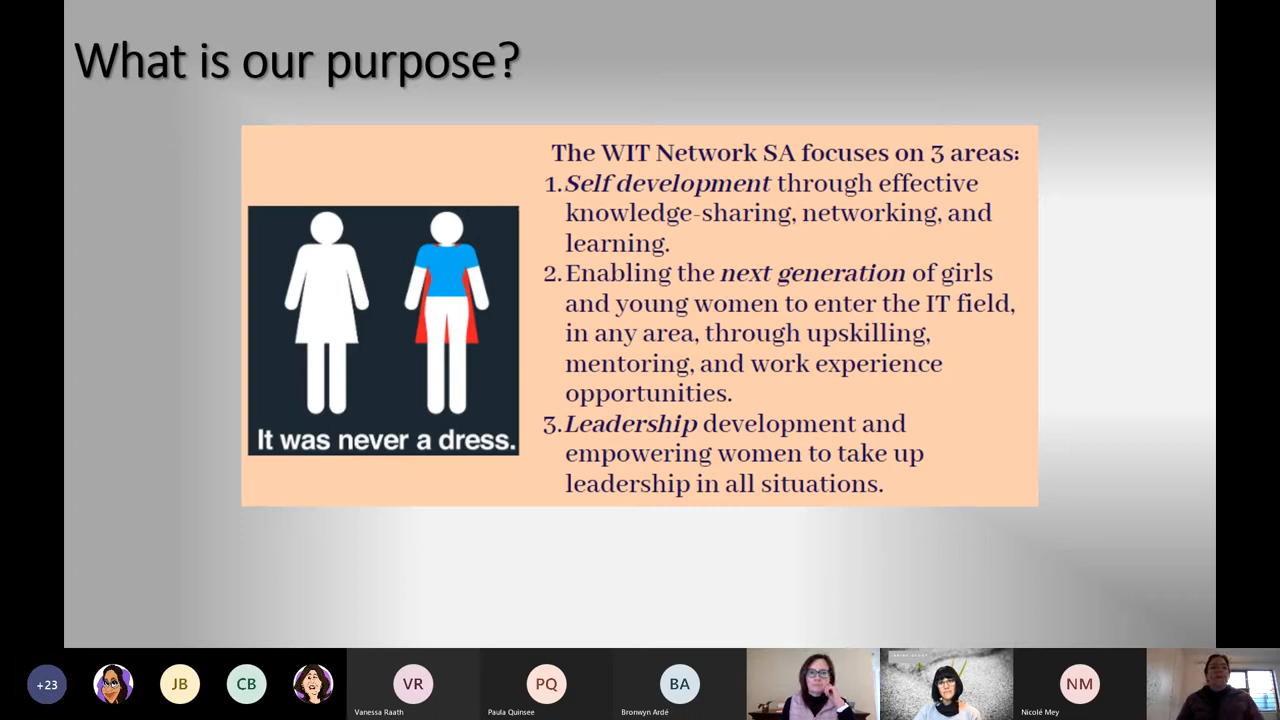 What is our purpose?
The WIT Network SA focuses on 3 areas:
1. Self development through effective
knowledge-sharing, networking, and
learning.
2. Enabling the next generation of girls
and young women to enter the IT field,
in any area, through upskilling,
mentoring, and work experience
opportunities.
3. Leadership development and
empowering women to take up
leadership in all situations.
It was never a dress.
+23
JB
CB
VR
Vanessa Raath
PQ
Paula Quinsee
BA
Bronwyn Ardé
NM
Nicolé Mey